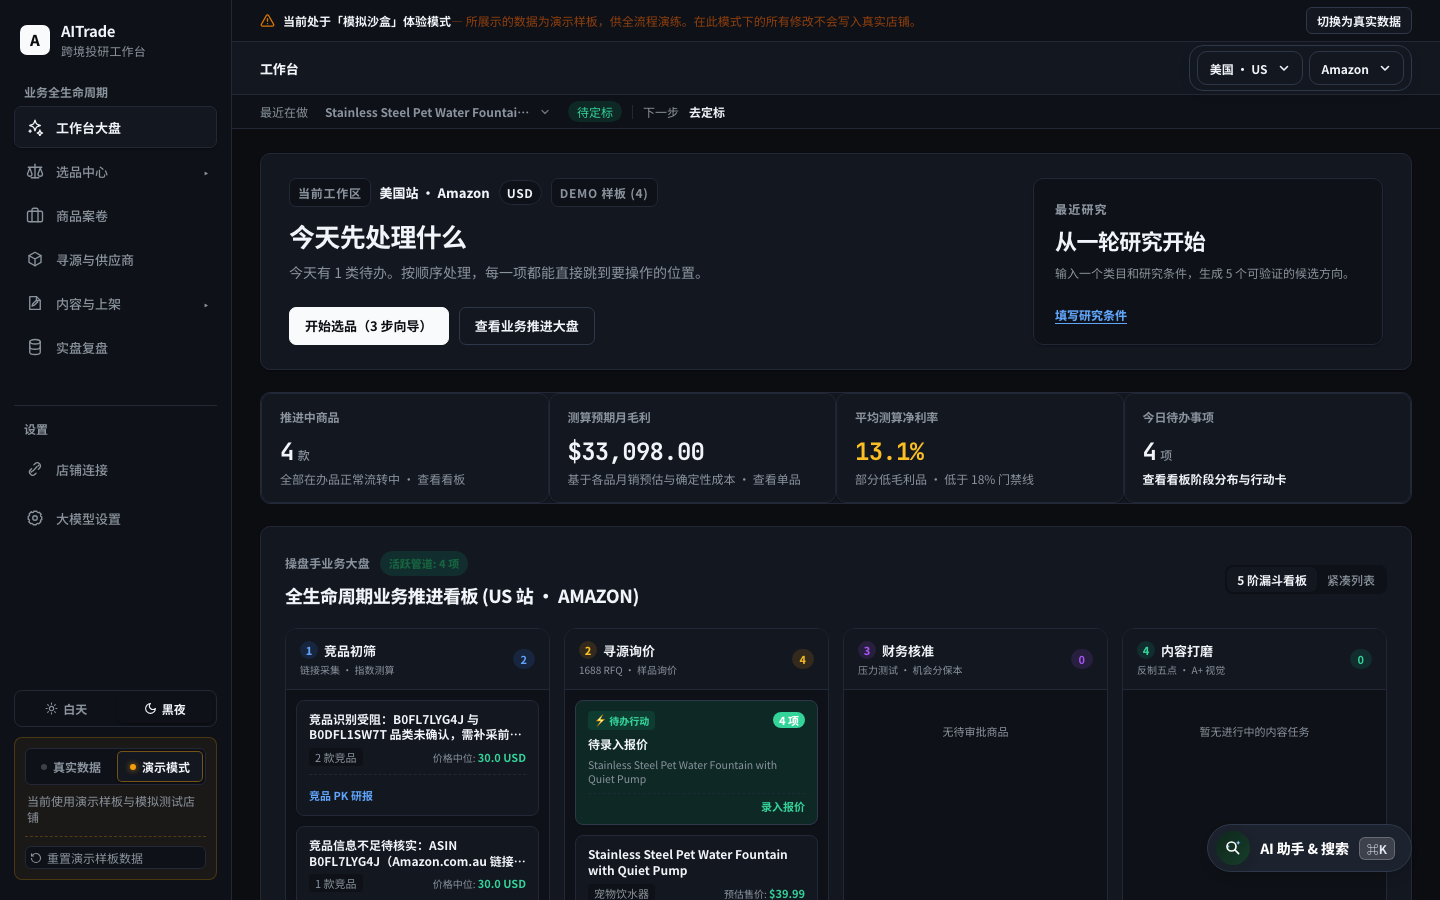 A
AITrade
跨境投研工作台
业务全生命周期
工作台大盘
选品中心
商品案卷
寻源与供应商
内容与上架
实盘复盘
设置
店铺连接
大模型设置
白天
黑夜
真实数据
演示模式
当前使用演示样板与模拟测试店铺
重置演示样板数据
当前处于「模拟沙盒」体验模式 — 所展示的数据为演示样板，供全流程演练。在此模式下的所有修改不会写入真实店铺。
切换为真实数据
工作台
美国 · US
Amazon
最近在做
Stainless Steel Pet Water Fountai…
待定标
下一步
去定标
当前工作区
美国站 · Amazon
USD
DEMO 样板 (4)
今天先处理什么
今天有 1 类待办。按顺序处理，每一项都能直接跳到要操作的位置。
开始选品（3 步向导）
查看业务推进大盘
最近研究
从一轮研究开始
输入一个类目和研究条件，生成 5 个可验证的候选方向。
填写研究条件
推进中商品
4 款
全部在办品正常流转中 · 查看看板
测算预期月毛利
$33,098.00
基于各品月销预估与确定性成本 · 查看单品
平均测算净利率
13.1%
部分低毛利品 · 低于 18% 门禁线
今日待办事项
4 项
查看看板阶段分布与行动卡
操盘手业务大盘
活跃管道: 4 项
全生命周期业务推进看板 (US 站 · AMAZON)
5 阶漏斗看板
紧凑列表
1 竞品初筛
链接采集 · 指数测算
2
竞品识别受阻：B0FL7LYG4J 与
B0DFL1SW7T 品类未确认，需补采前…
2 款竞品
价格中位: 30.0 USD
竞品 PK 研报
竞品信息不足待核实：ASIN
B0FL7LYG4J（Amazon.com.au 链接…
1 款竞品
价格中位: 30.0 USD
2 寻源询价
1688 RFQ · 样品询价
4
⚡ 待办行动
4 项
待录入报价
Stainless Steel Pet Water Fountain with
Quiet Pump
录入报价
Stainless Steel Pet Water Fountain
with Quiet Pump
宠物饮水器
预估售价: $39.99
3 财务核准
压力测试 · 机会分保本
0
无待审批商品
4 内容打磨
反制五点 · A+ 视觉
0
暂无进行中的内容任务
AI 助手 & 搜索
⌘K